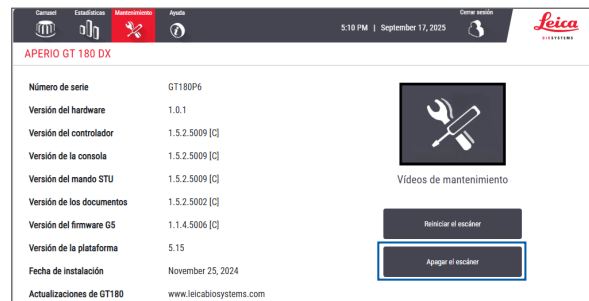 Carrusel Estadísticas Mantenimiento Ayuda Cerrar sesión
5:10 PM | September 17, 2025
Leica
BIOSYSTEMS
APERIO GT 180 DX
Número de serie GT180P6
Versión del hardware 1.0.1
Versión del controlador 1.5.2.5009 [C]
Versión de la consola 1.5.2.5009 [C]
Versión del mando STU 1.5.2.5009 [C]
Vídeos de mantenimiento
Versión de los documentos 1.5.2.5002 [C]
Versión del firmware G5 1.1.4.5006 [C]
Reiniciar el escáner
Versión de la plataforma 5.15
Apagar el escáner
Fecha de instalación November 25, 2024
Actualizaciones de GT180 www.leicabiosystems.com